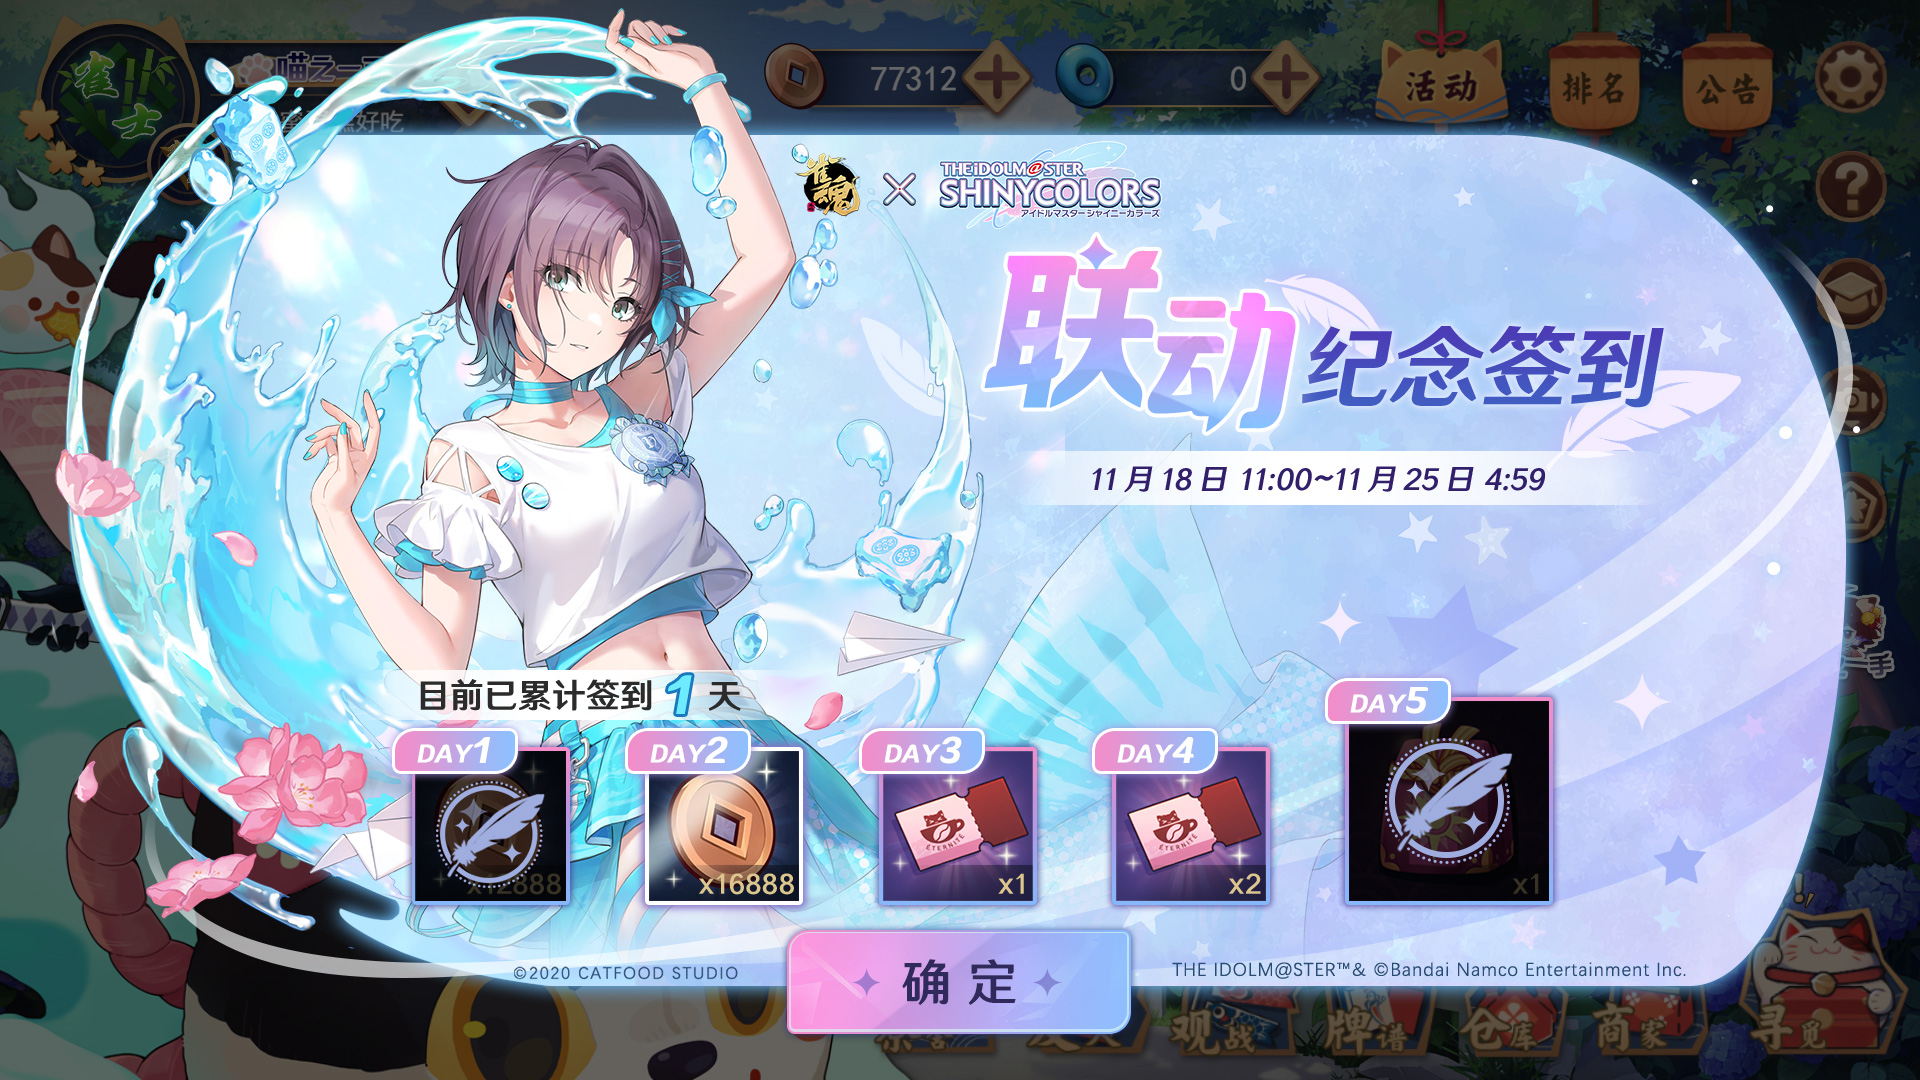 雀士
喵之一
77312
0
活动
排名
公告
好吃
雀魂
THE iDOLM@STER
SHINYCOLORS
アイドルマスター シャイニーカラーズ
联动纪念签到
11月18日 11:00~11月25日 4:59
目前已累计签到 1 天
DAY1
DAY2
DAY3
DAY4
DAY5
x12888
x16888
ETERNITE
x1
ETERNITE
x2
x1
©2020 CATFOOD STUDIO
THE IDOLM@STER™& ©Bandai Namco Entertainment Inc.
确定
观战
牌谱
仓库
商家
寻觅